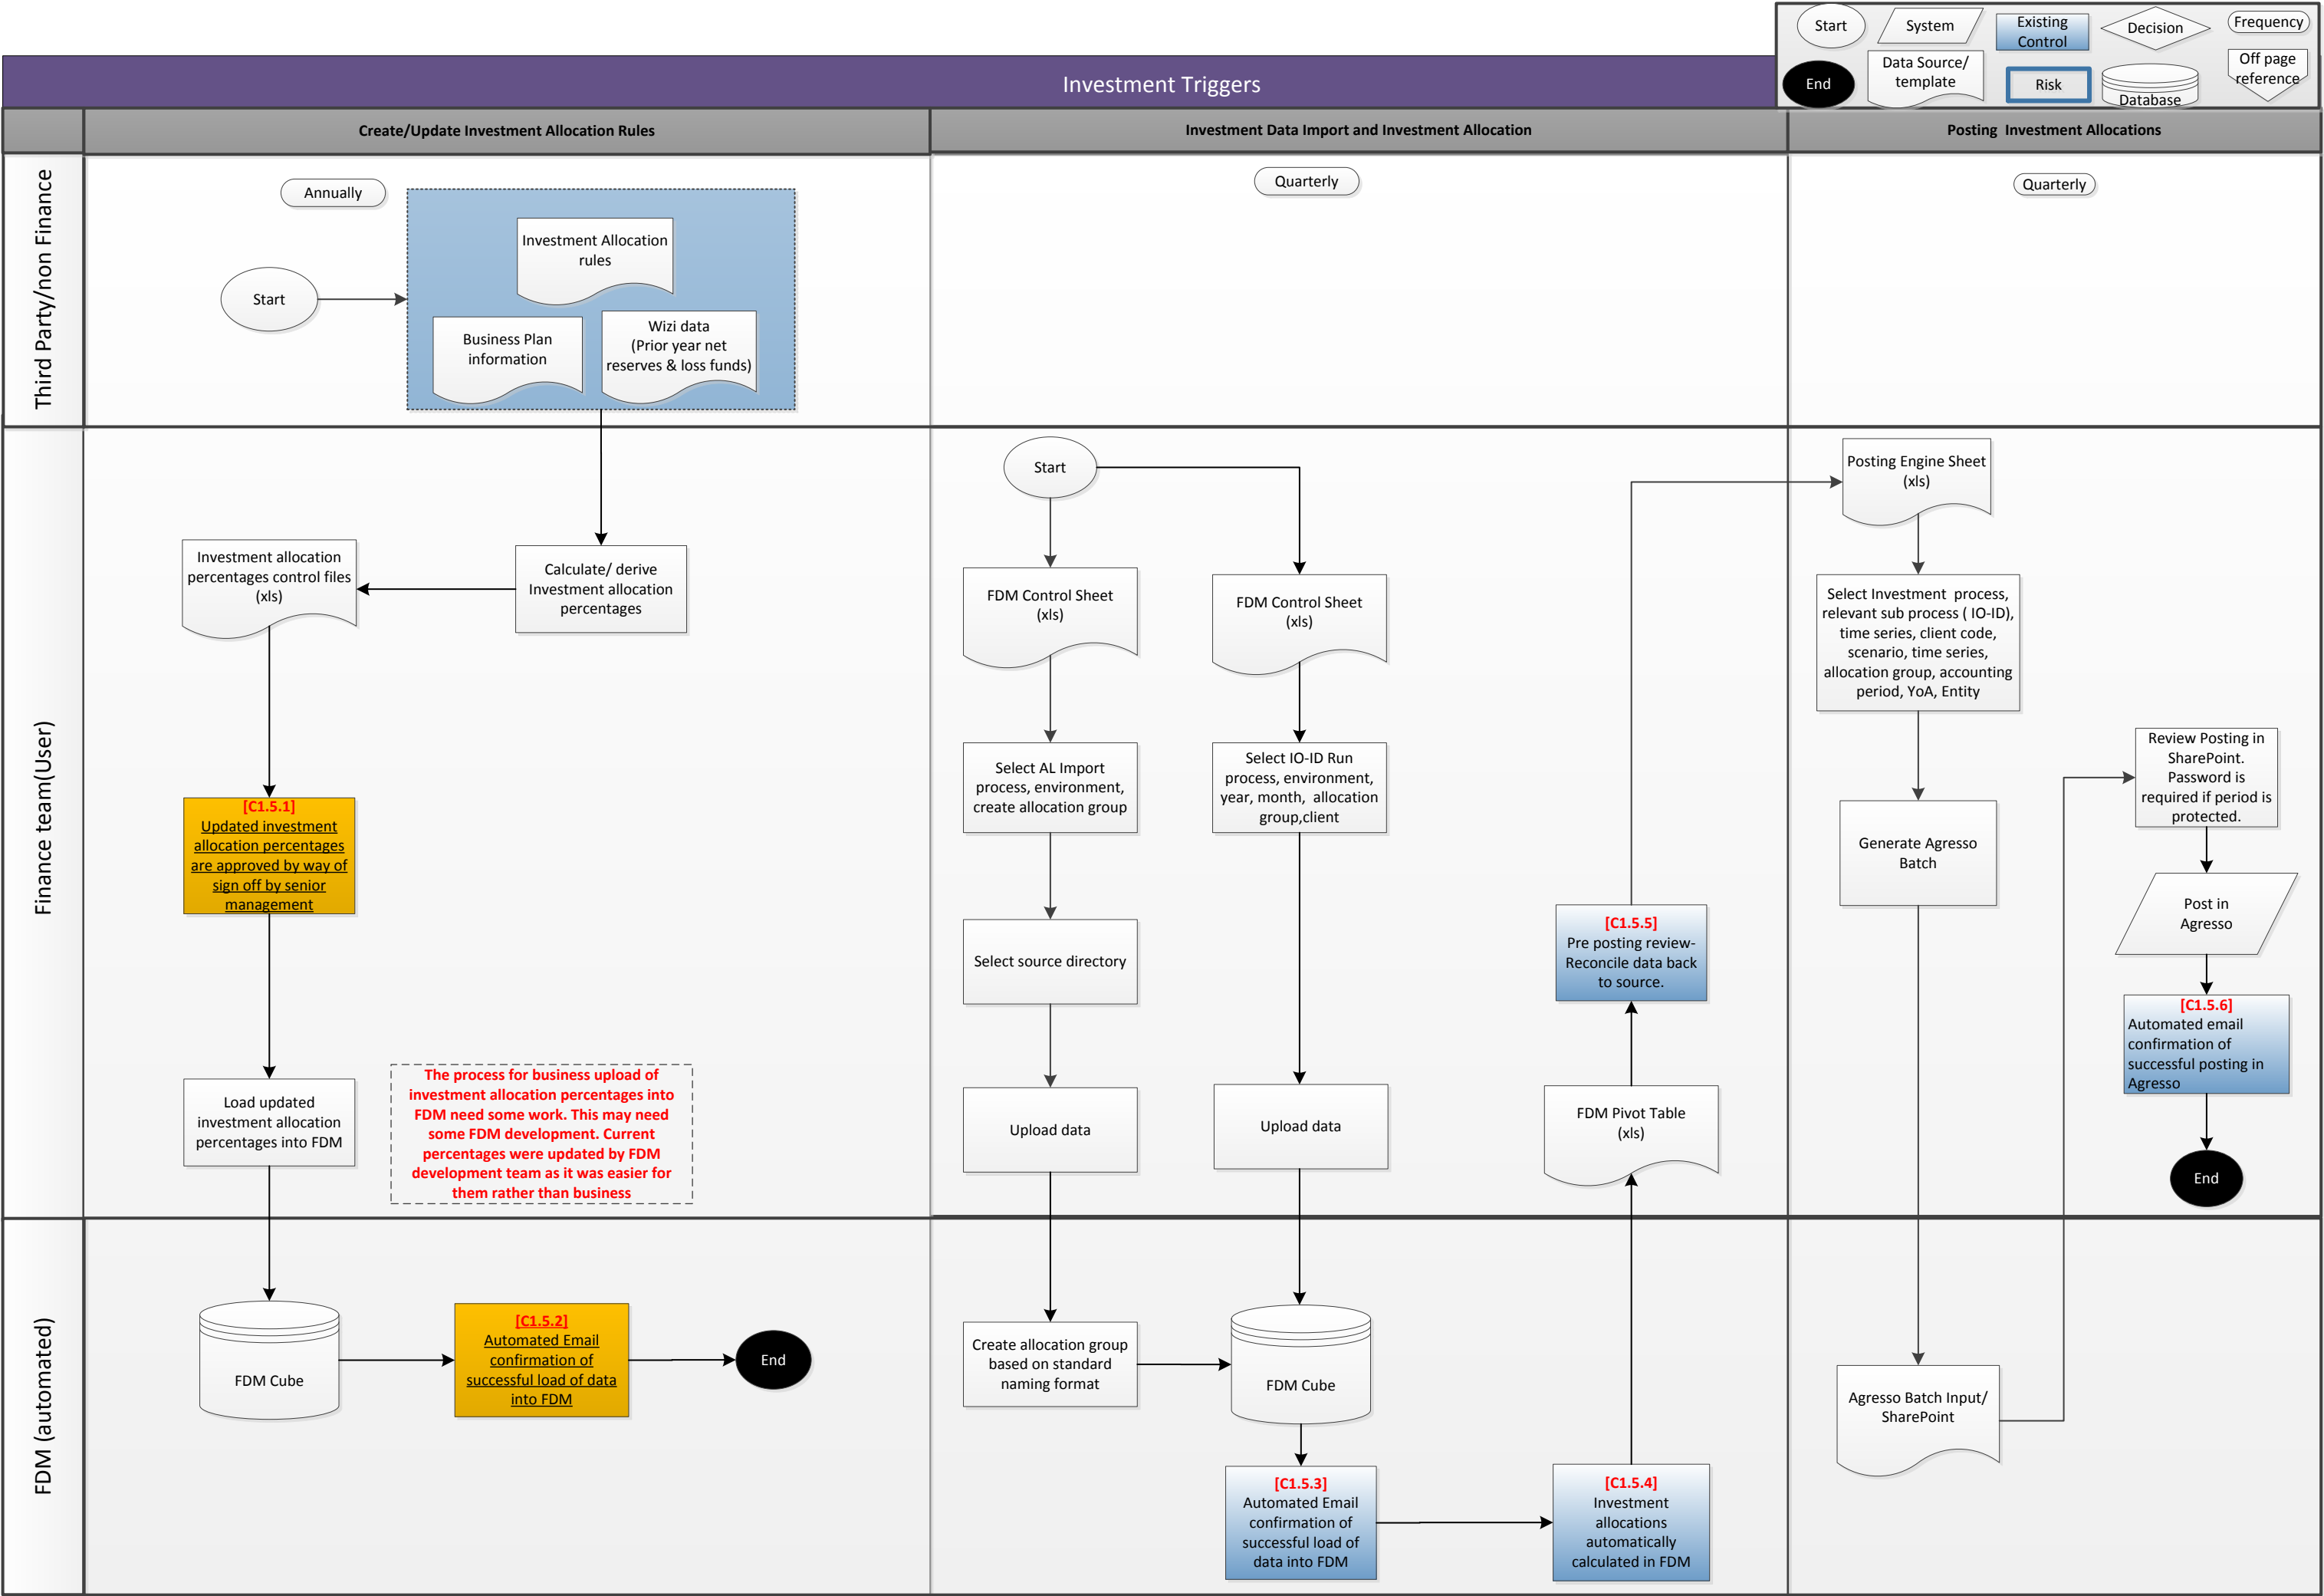 Start
System
Existing
Control
Decision
Frequency
End
Data Source/
template
Risk
Database
Off page
reference
Investment Triggers
Create/Update Investment Allocation Rules
Investment Data Import and Investment Allocation
Posting  Investment Allocations
Third Party/non Finance
Annually
Start
Investment Allocation
rules
Business Plan
information
Wizi data
(Prior year net
reserves & loss funds)
Quarterly
Quarterly
Finance team(User)
Investment allocation
percentages control files
(xls)
Calculate/ derive
Investment allocation
percentages
[C1.5.1]
Updated investment
allocation percentages
are approved by way of
sign off by senior
management
Load updated
investment allocation
percentages into FDM
The process for business upload of
investment allocation percentages into
FDM need some work. This may need
some FDM development. Current
percentages were updated by FDM
development team as it was easier for
them rather than business
Start
FDM Control Sheet
(xls)
FDM Control Sheet
(xls)
Select AL Import
process, environment,
create allocation group
Select IO-ID Run
process, environment,
year, month,  allocation
group,client
Select source directory
Upload data
Upload data
[C1.5.5]
Pre posting review-
Reconcile data back
to source.
FDM Pivot Table
(xls)
Posting Engine Sheet
(xls)
Select Investment  process,
relevant sub process ( IO-ID),
time series, client code,
scenario, time series,
allocation group, accounting
period, YoA, Entity
Generate Agresso
Batch
Review Posting in
SharePoint.
Password is
required if period is
protected.
Post in
Agresso
[C1.5.6]
Automated email
confirmation of
successful posting in
Agresso
End
FDM (automated)
FDM Cube
[C1.5.2]
Automated Email
confirmation of
successful load of data
into FDM
End
Create allocation group
based on standard
naming format
FDM Cube
[C1.5.3]
Automated Email
confirmation of
successful load of
data into FDM
[C1.5.4]
Investment
allocations
automatically
calculated in FDM
Agresso Batch Input/
SharePoint